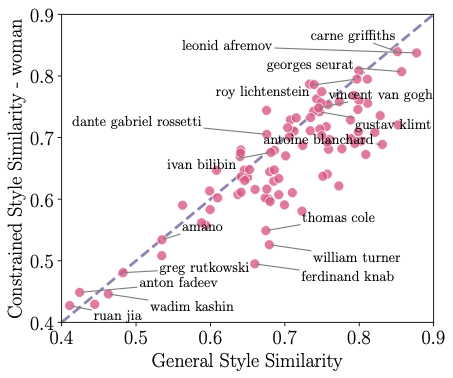 Constrained Style Similarity - woman
0.9
0.8
0.7
0.6
0.5
0.4
carne griffiths
leonid afremov
georges seurat
roy lichtenstein
vincent van gogh
dante gabriel rossetti
gustav klimt
antoine blanchard
ivan bilibin
thomas cole
amano
william turner
greg rutkowski
ferdinand knab
anton fadeev
wadim kashin
ruan jia
0.4 0.5 0.6 0.7 0.8 0.9
General Style Similarity